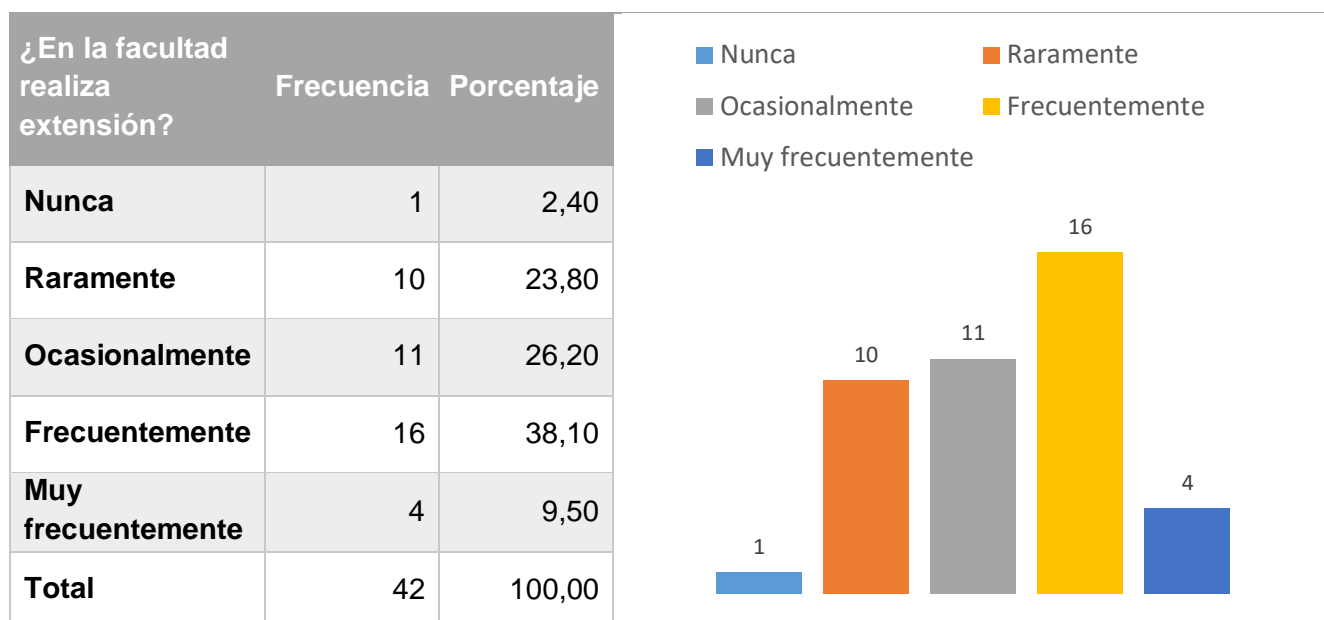 ¿En la facultad
realiza
extensión?
Frecuencia Porcentaje
Nunca 1 2,40
Raramente 10 23,80
Ocasionalmente 11 26,20
Frecuentemente 16 38,10
Muy
frecuentemente 4 9,50
Total 42 100,00
Nunca Raramente
Ocasionalmente Frecuentemente
Muy frecuentemente
1
10
11
16
4